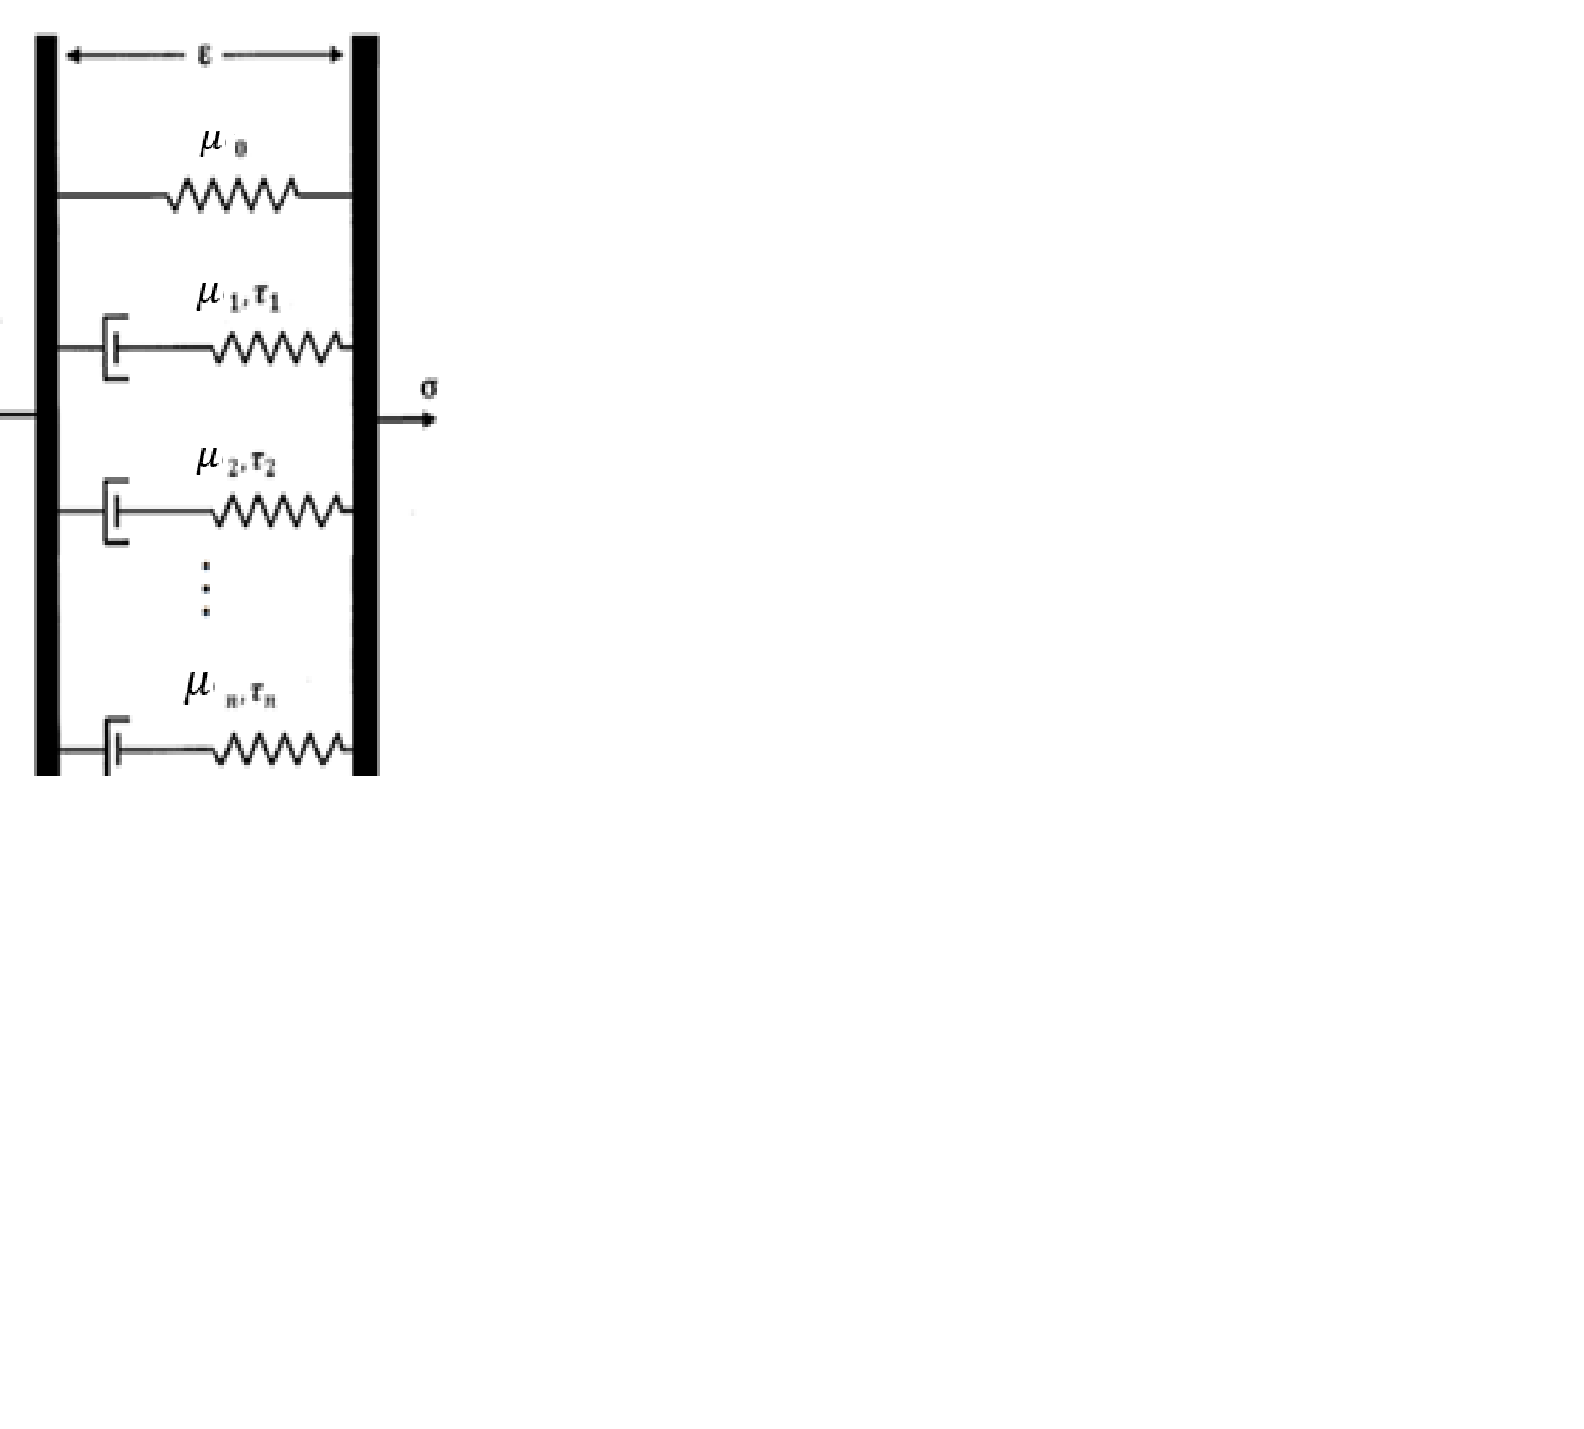 ε
μ 0
μ 1, τ1
σ
μ 2, τ2
μ n, τn